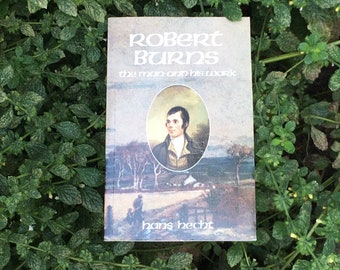 ROBERT
BURNS
the man and his work
hans hecht